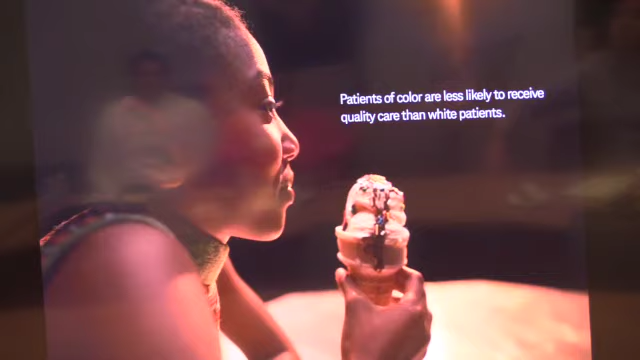 Patients of color are less likely to receive
quality care than white patients.